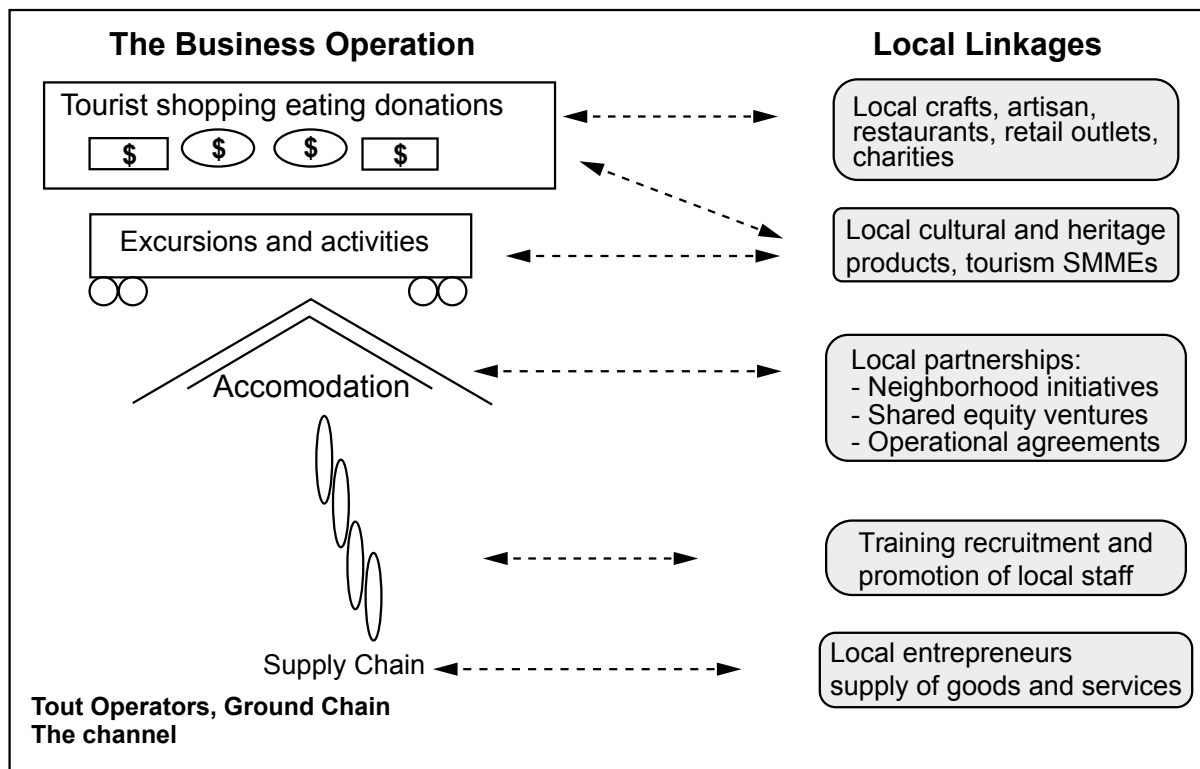 The Business Operation
Local Linkages
Tourist shopping eating donations
$ $ $ $
Local crafts, artisan,
restaurants, retail outlets,
charities
Excursions and activities
Local cultural and heritage
products, tourism SMMEs
Accomodation
Local partnerships:
- Neighborhood initiatives
- Shared equity ventures
- Operational agreements
Training recruitment and
promotion of local staff
Supply Chain
Local entrepreneurs
supply of goods and services
Tout Operators, Ground Chain
The channel